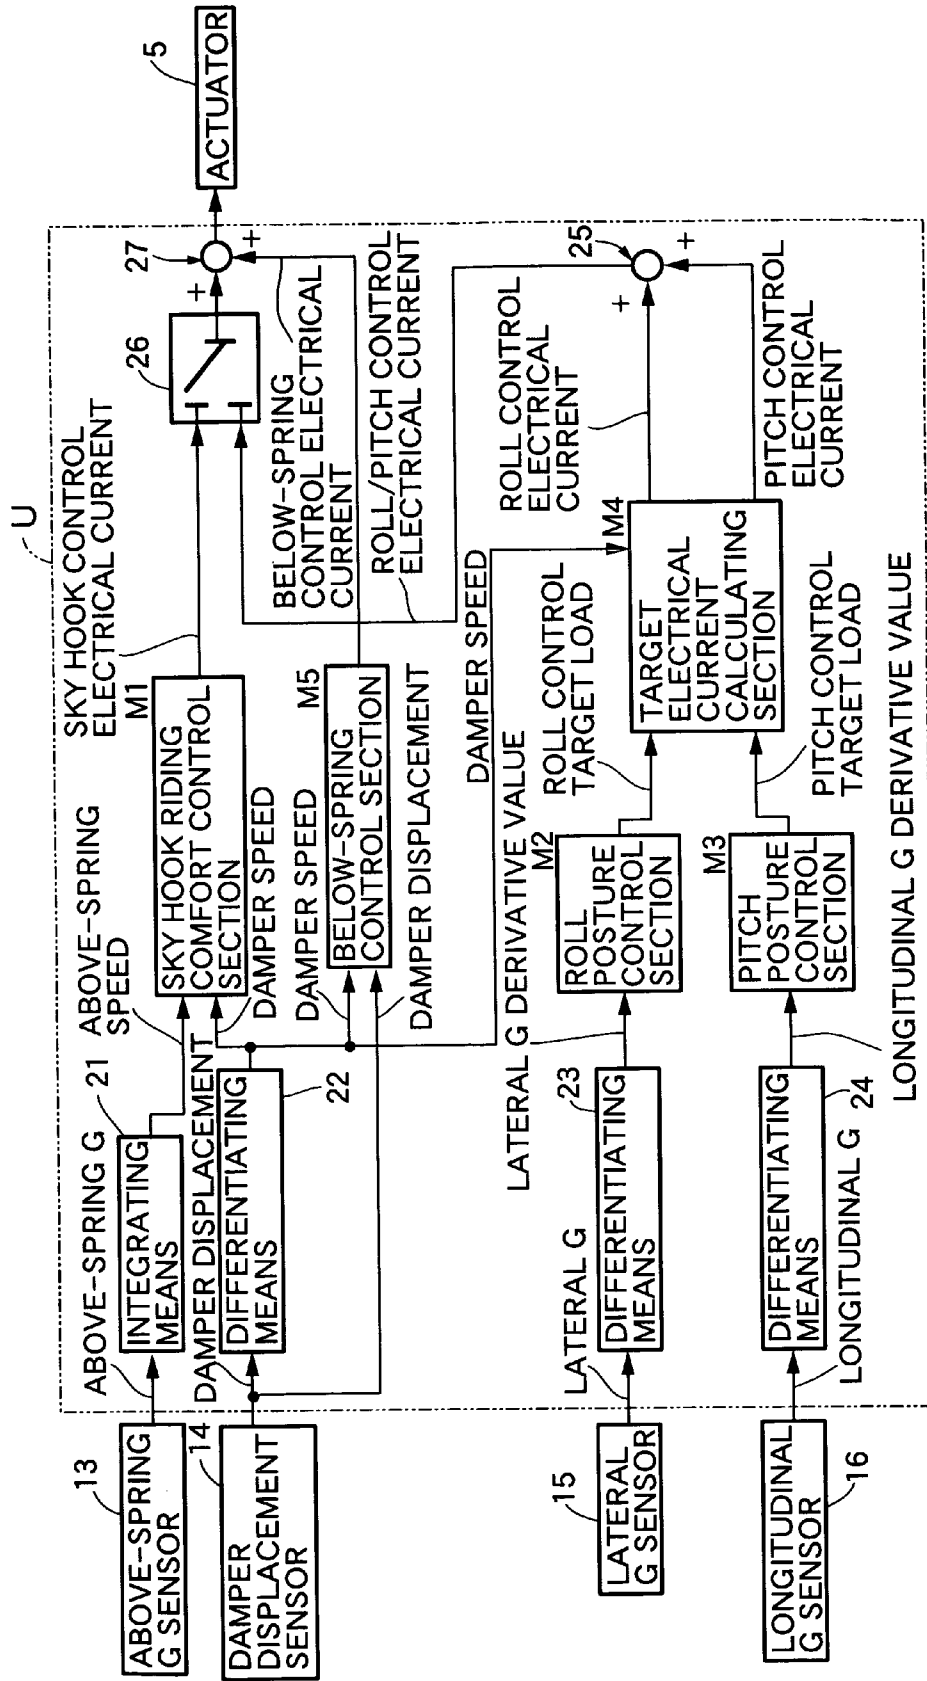 U
13
ABOVE-SPRING
G SENSOR
ABOVE-SPRING G
21
INTEGRATING
MEANS
ABOVE-SPRING
SPEED
M1
SKY HOOK RIDING
COMFORT CONTROL
SECTION
SKY HOOK CONTROL
ELECTRICAL CURRENT
26
27
+
+
5
ACTUATOR
14
DAMPER
DISPLACEMENT
SENSOR
DAMPER DISPLACEMENT
DIFFERENTIATING
MEANS
22
DAMPER SPEED
DAMPER SPEED
M5
BELOW-SPRING
CONTROL SECTION
DAMPER DISPLACEMENT
BELOW-SPRING
CONTROL ELECTRICAL
CURRENT
ROLL/PITCH CONTROL
ELECTRICAL CURRENT
DAMPER SPEED
15
LATERAL
G SENSOR
LATERAL G
23
DIFFERENTIATING
MEANS
LATERAL G DERIVATIVE VALUE
M2
ROLL
POSTURE
CONTROL
SECTION
ROLL CONTROL
TARGET LOAD
M4
TARGET
ELECTRICAL
CURRENT
CALCULATING
SECTION
ROLL CONTROL
ELECTRICAL
CURRENT
25
+
+
16
LONGITUDINAL
G SENSOR
LONGITUDINAL G
24
DIFFERENTIATING
MEANS
LONGITUDINAL G DERIVATIVE VALUE
M3
PITCH
POSTURE
CONTROL
SECTION
PITCH CONTROL
TARGET LOAD
PITCH CONTROL
ELECTRICAL
CURRENT